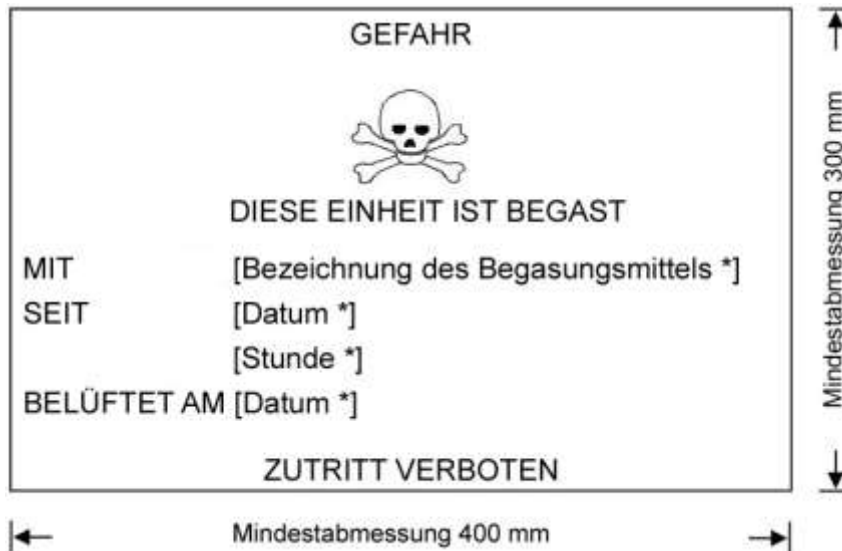 GEFAHR
DIESE EINHEIT IST BEGAST
MIT [Bezeichnung des Begasungsmittels *]
SEIT [Datum *]
[Stunde *]
BELÜFTET AM [Datum *]
ZUTRITT VERBOTEN
Mindestabmessung 300 mm
Mindestabmessung 400 mm